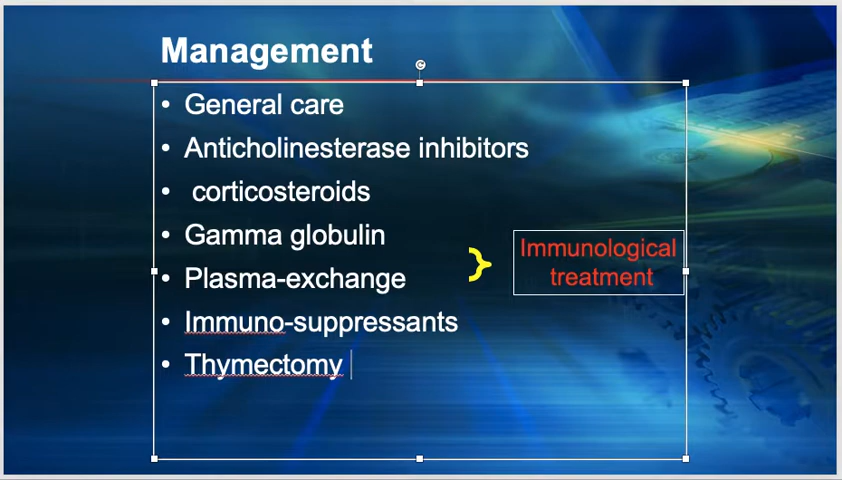 Management
• General care
• Anticholinesterase inhibitors
• corticosteroids
• Gamma globulin
• Plasma-exchange
• Immuno-suppressants
• Thymectomy
}
Immunological
treatment